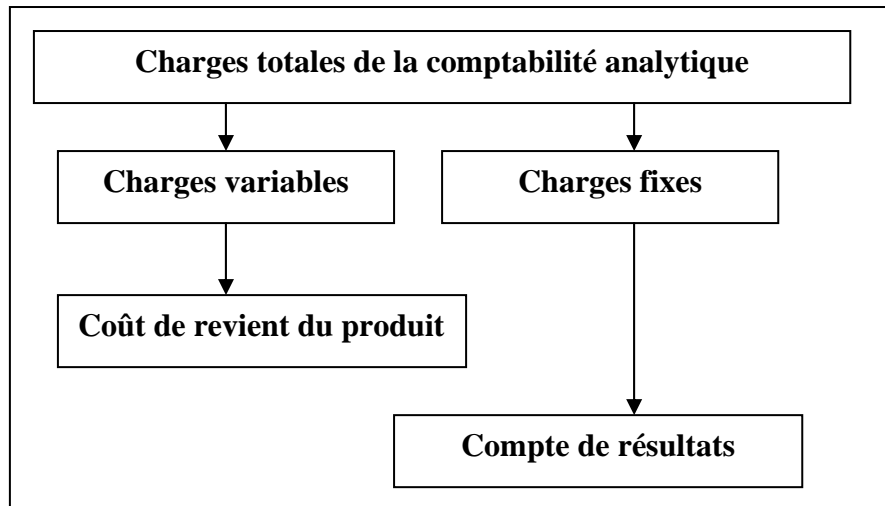 Charges totales de la comptabilité analytique
Charges variables
Charges fixes
Coût de revient du produit
Compte de résultats